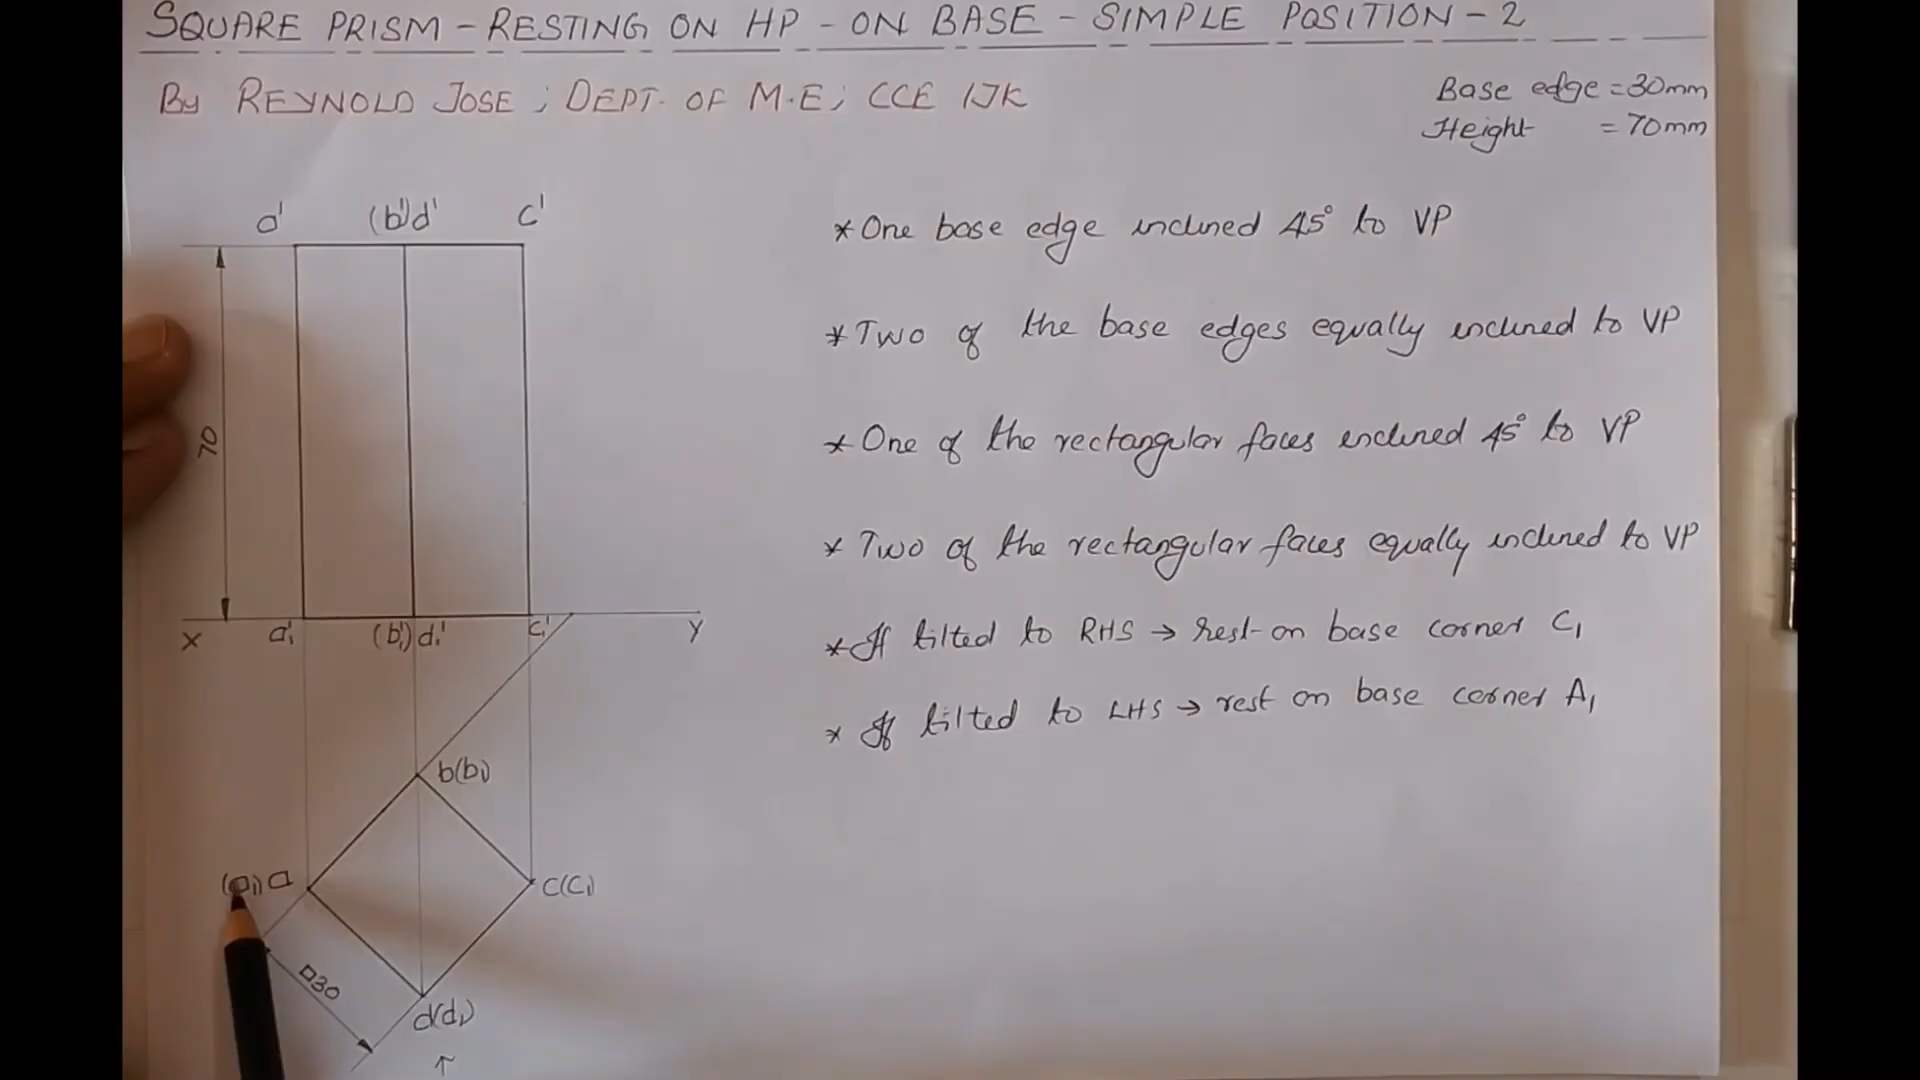 SQUARE PRISM - RESTING ON HP - ON BASE - SIMPLE POSITION - 2
By REYNOLD JOSE ; DEPT. OF M.E ; CCE IJK
Base edge = 30mm
Height = 70mm
a' (b')d' c'
* One base edge inclined 45° to VP
* Two of the base edges equally inclined to VP
* One of the rectangular faces inclined 45° to VP
70
* Two of the rectangular faces equally inclined to VP
X a₁' (b₁')d₁' c₁' Y
* If tilted to RHS → rest on base corner C₁
* If tilted to LHS → rest on base corner A₁
b(b₁)
(a₁)a c(c₁)
□30
d(d₁)
↑